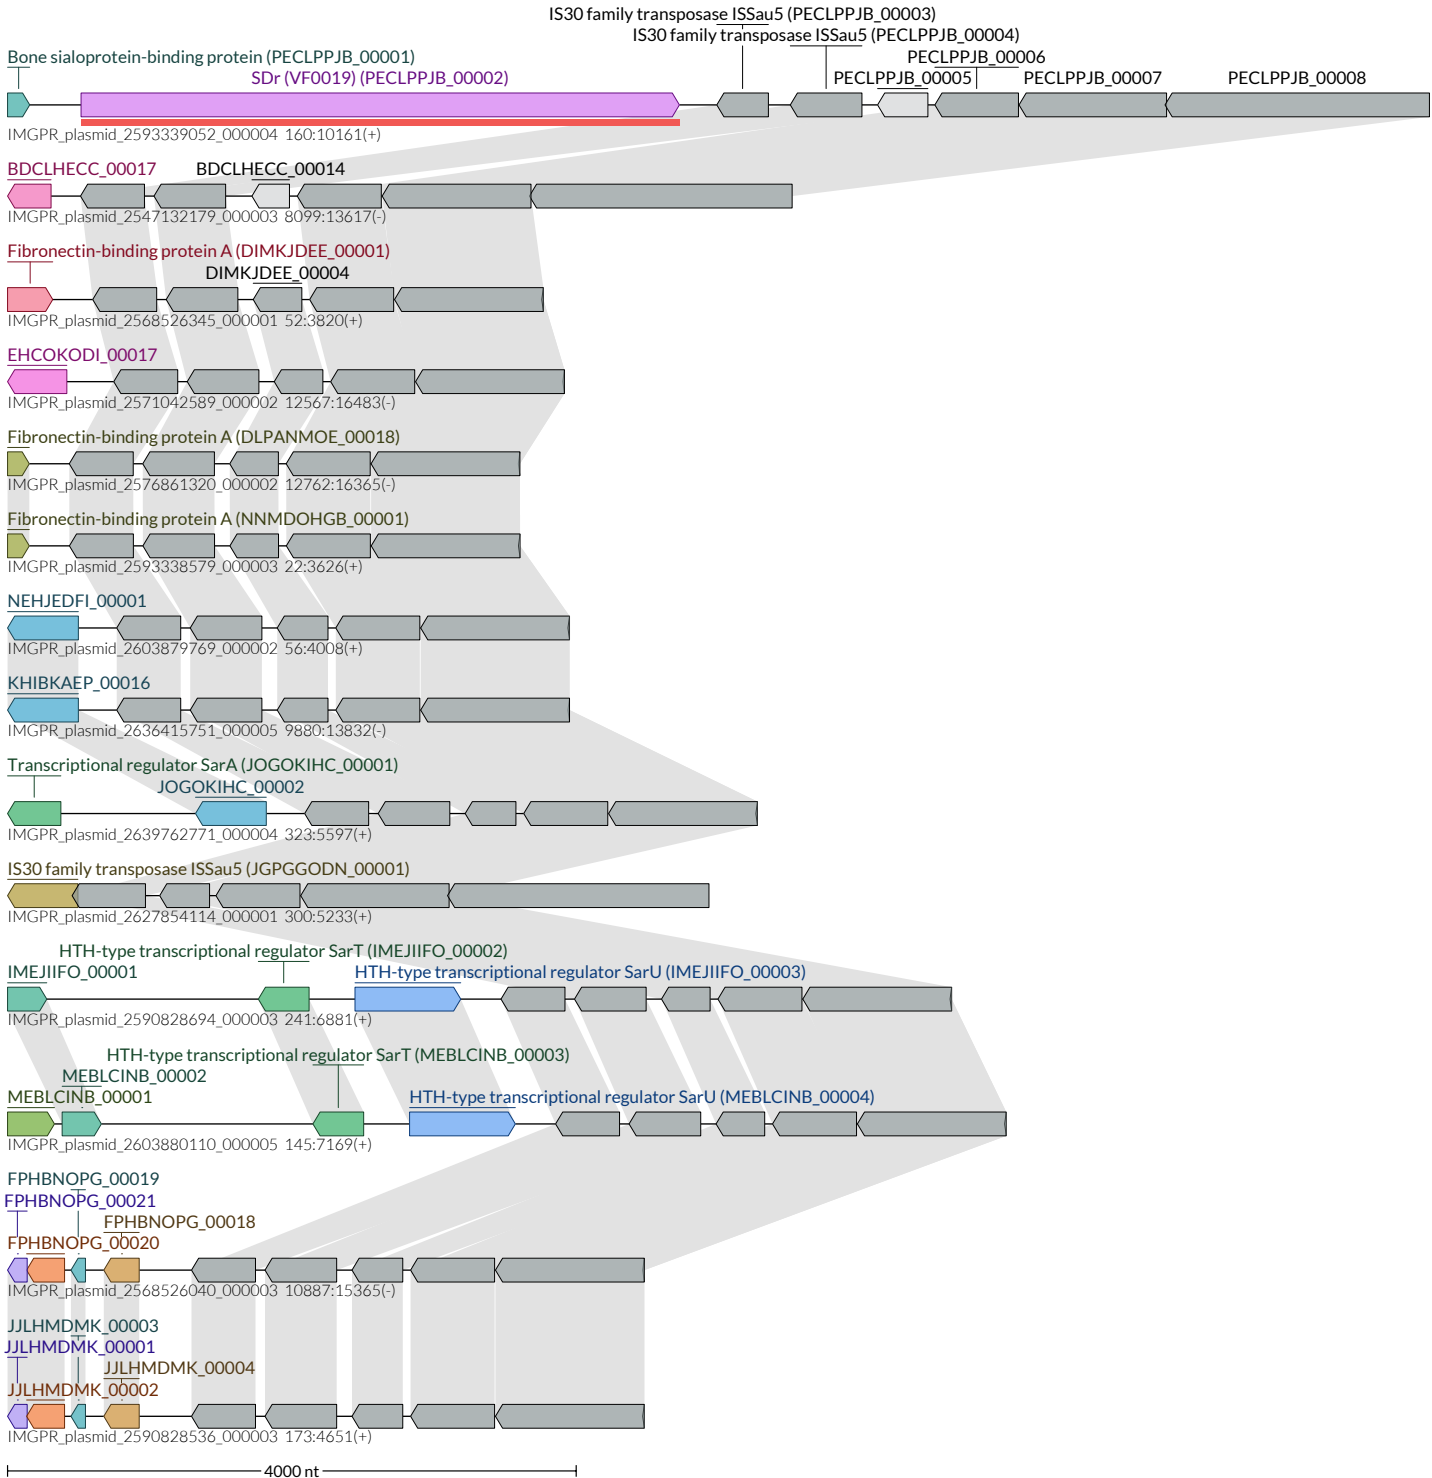 IS30 family transposase ISSau5 (PECLPPJB_00003)
IS30 family transposase ISSau5 (PECLPPJB_00004)
Bone sialoprotein-binding protein (PECLPPJB_00001)
PECLPPJB_00006
SDr (VF0019) (PECLPPJB_00002)
PECLPPJB_00005
PECLPPJB_00007
PECLPPJB_00008
IMGPR_plasmid_2593339052_000004 160:10161(+)
BDCLHECC_00017
BDCLHECC_00014
IMGPR_plasmid_2547132179_000003 8099:13617(-)
Fibronectin-binding protein A (DIMKJDEE_00001)
DIMKJDEE_00004
IMGPR_plasmid_2568526345_000001 52:3820(+)
EHCOKODI_00017
IMGPR_plasmid_2571042589_000002 12567:16483(-)
Fibronectin-binding protein A (DLPANMOE_00018)
IMGPR_plasmid_2576861320_000002 12762:16365(-)
Fibronectin-binding protein A (NNMDOHGB_00001)
IMGPR_plasmid_2593338579_000003 22:3626(+)
NEHJEDFI_00001
IMGPR_plasmid_2603879769_000002 56:4008(+)
KHIBKAEP_00016
IMGPR_plasmid_2636415751_000005 9880:13832(-)
Transcriptional regulator SarA (JOGOKIHC_00001)
JOGOKIHC_00002
IMGPR_plasmid_2639762771_000004 323:5597(+)
IS30 family transposase ISSau5 (JGPGGODN_00001)
IMGPR_plasmid_2627854114_000001 300:5233(+)
HTH-type transcriptional regulator SarT (IMEJIIFO_00002)
IMEJIIFO_00001
HTH-type transcriptional regulator SarU (IMEJIIFO_00003)
IMGPR_plasmid_2590828694_000003 241:6881(+)
HTH-type transcriptional regulator SarT (MEBLCINB_00003)
MEBLCINB_00002
MEBLCINB_00001
HTH-type transcriptional regulator SarU (MEBLCINB_00004)
IMGPR_plasmid_2603880110_000005 145:7169(+)
FPHBNOPG_00019
FPHBNOPG_00021
FPHBNOPG_00018
FPHBNOPG_00020
IMGPR_plasmid_2568526040_000003 10887:15365(-)
JJLHMDMK_00003
JJLHMDMK_00001
JJLHMDMK_00004
JJLHMDMK_00002
IMGPR_plasmid_2590828536_000003 173:4651(+)
4000 nt